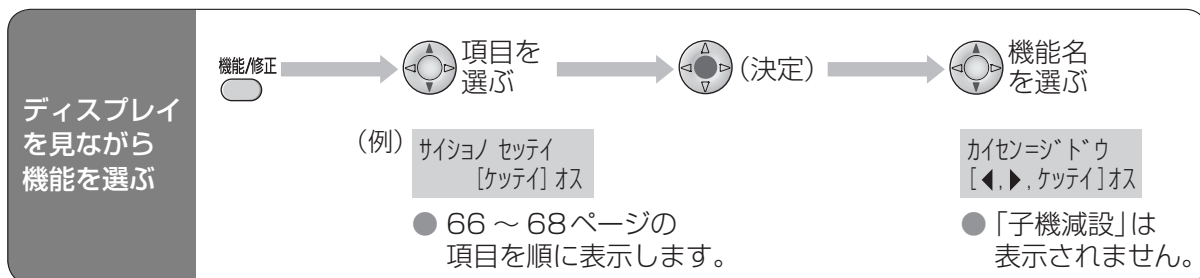 ディスプレイ
を見ながら
機能を選ぶ
機能/修正
項目を
選ぶ
(決定)
機能名
を選ぶ
(例)
サイショノ セッテイ
[ケッテイ] オス
● 66 ~ 68ページの
項目を順に表示します。
カイセン=ジドウ
[◀,▶,ケッテイ]オス
● 「子機減設」は
表示されません。